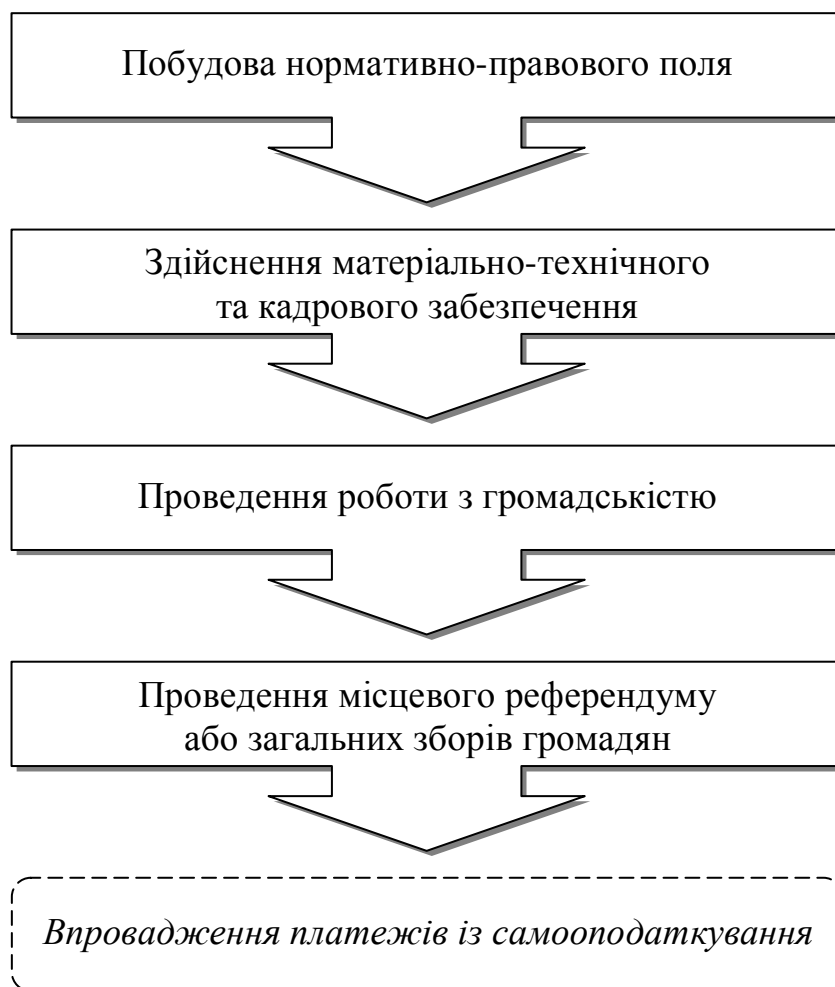 Побудова нормативно-правового поля
Здійснення матеріально-технічного
та кадрового забезпечення
Проведення роботи з громадськістю
Проведення місцевого референдуму
або загальних зборів громадян
Впровадження платежів із самооподаткування